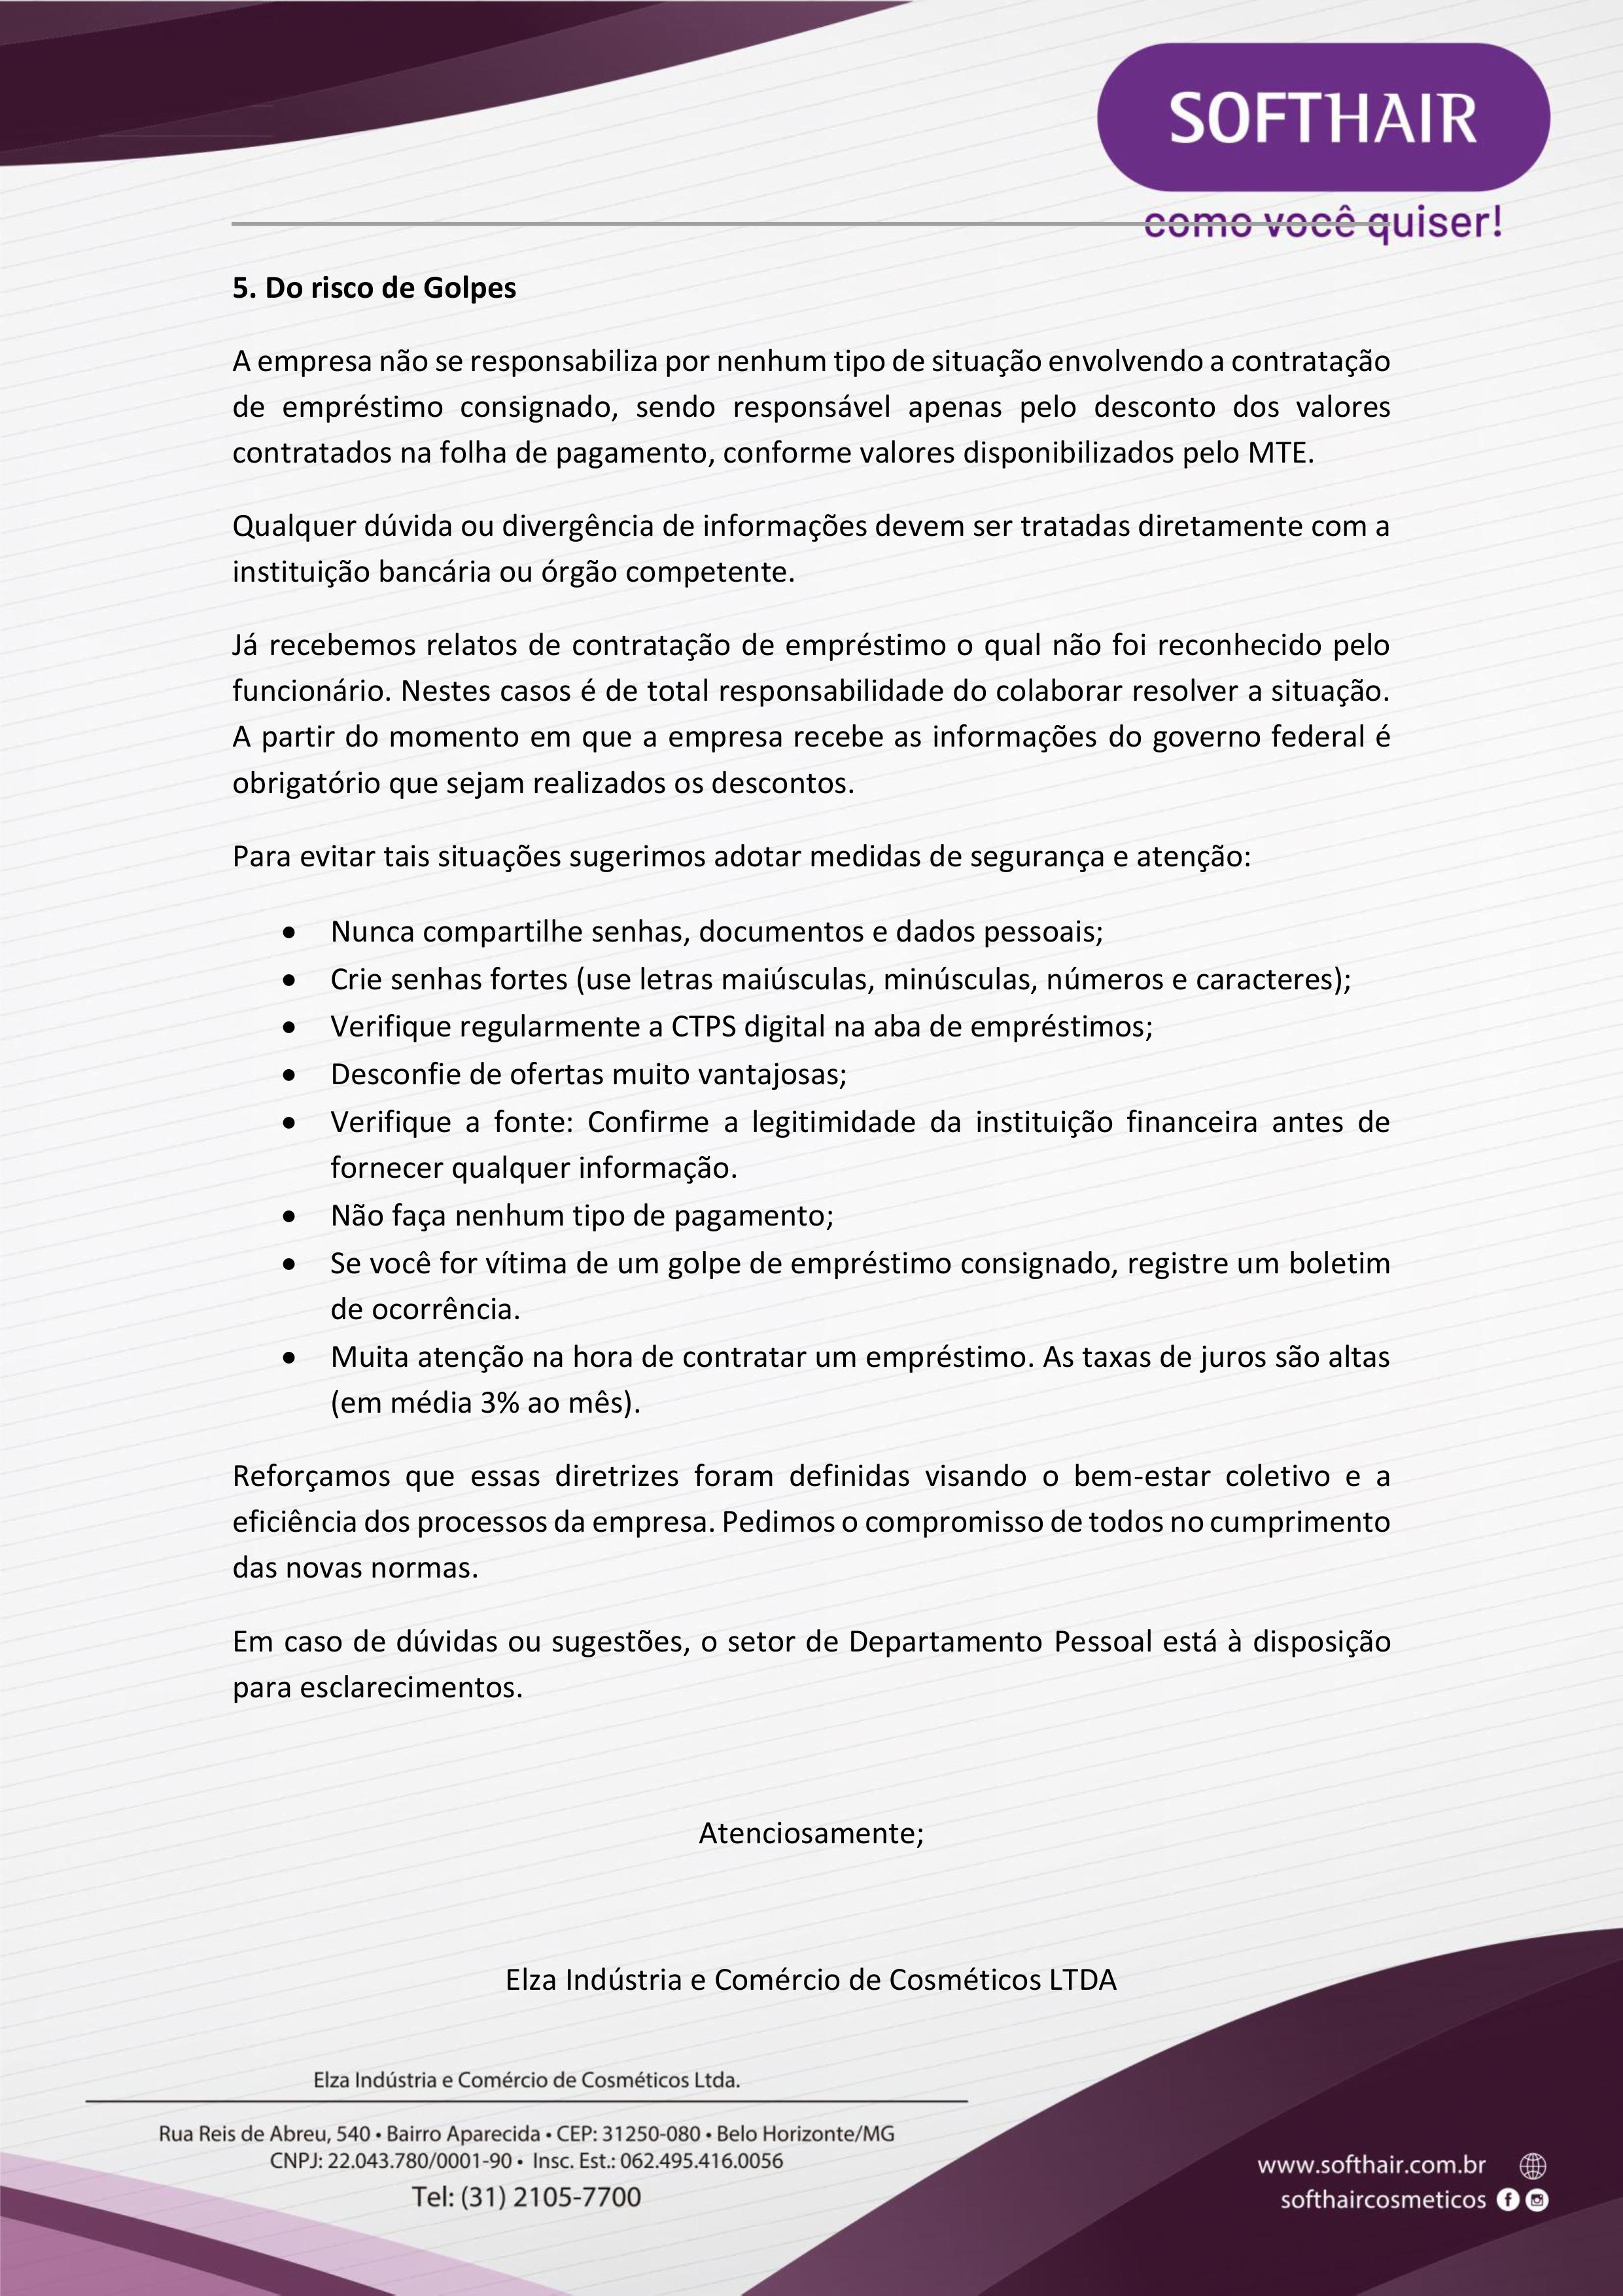 SOFTHAIR
como você quiser!
5. Do risco de Golpes
A empresa não se responsabiliza por nenhum tipo de situação envolvendo a contratação
de empréstimo consignado, sendo responsável apenas pelo desconto dos valores
contratados na folha de pagamento, conforme valores disponibilizados pelo MTE.
Qualquer dúvida ou divergência de informações devem ser tratadas diretamente com a
instituição bancária ou órgão competente.
Já recebemos relatos de contratação de empréstimo o qual não foi reconhecido pelo
funcionário. Nestes casos é de total responsabilidade do colaborar resolver a situação.
A partir do momento em que a empresa recebe as informações do governo federal é
obrigatório que sejam realizados os descontos.
Para evitar tais situações sugerimos adotar medidas de segurança e atenção:
• Nunca compartilhe senhas, documentos e dados pessoais;
• Crie senhas fortes (use letras maiúsculas, minúsculas, números e caracteres);
• Verifique regularmente a CTPS digital na aba de empréstimos;
• Desconfie de ofertas muito vantajosas;
• Verifique a fonte: Confirme a legitimidade da instituição financeira antes de
fornecer qualquer informação.
• Não faça nenhum tipo de pagamento;
• Se você for vítima de um golpe de empréstimo consignado, registre um boletim
de ocorrência.
• Muita atenção na hora de contratar um empréstimo. As taxas de juros são altas
(em média 3% ao mês).
Reforçamos que essas diretrizes foram definidas visando o bem-estar coletivo e a
eficiência dos processos da empresa. Pedimos o compromisso de todos no cumprimento
das novas normas.
Em caso de dúvidas ou sugestões, o setor de Departamento Pessoal está à disposição
para esclarecimentos.
Atenciosamente;
Elza Indústria e Comércio de Cosméticos LTDA
Elza Indústria e Comércio de Cosméticos Ltda.
Rua Reis de Abreu, 540 • Bairro Aparecida • CEP: 31250-080 • Belo Horizonte/MG
CNPJ: 22.043.780/0001-90 • Insc. Est.: 062.495.416.0056
Tel: (31) 2105-7700
www.softhair.com.br
softhaircosmeticos